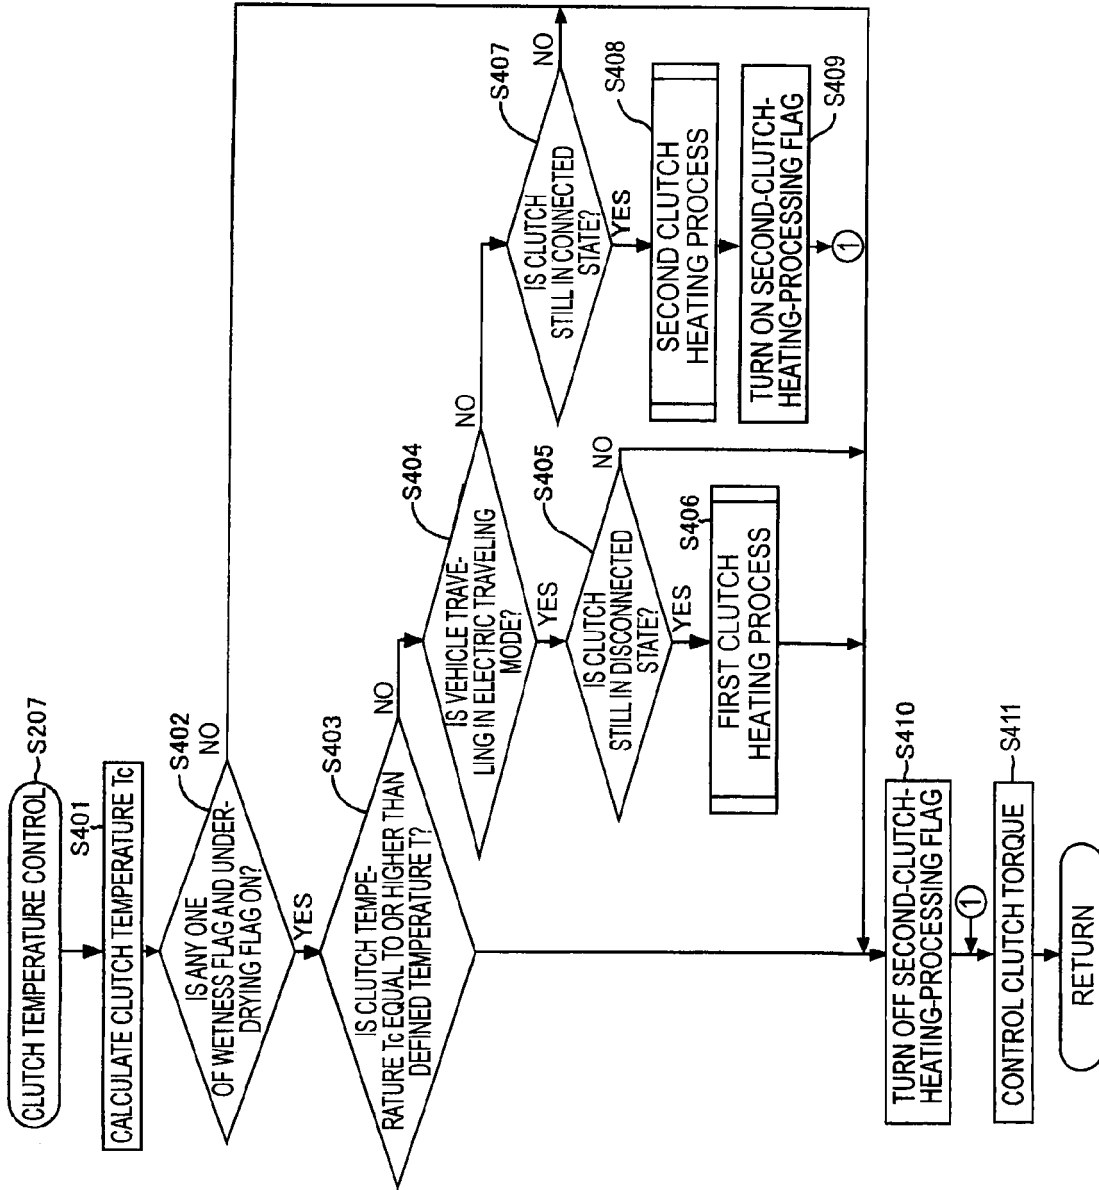 CLUTCH TEMPERATURE CONTROL
S207
S401
CALCULATE CLUTCH TEMPERATURE Tc
S402
IS ANY ONE
OF WETNESS FLAG AND UNDER-
DRYING FLAG ON?
NO
YES
S403
IS CLUTCH TEMPE-
RATURE Tc EQUAL TO OR HIGHER THAN
DEFINED TEMPERATURE T?
NO
S404
IS VEHICLE TRAVE-
LING IN ELECTRIC TRAVELING
MODE?
NO
YES
S405
IS CLUTCH
STILL IN DISCONNECTED
STATE?
NO
YES
S406
FIRST CLUTCH
HEATING PROCESS
S407
IS CLUTCH
STILL IN CONNECTED
STATE?
NO
YES
S408
SECOND CLUTCH
HEATING PROCESS
S409
TURN ON SECOND-CLUTCH-
HEATING-PROCESSING FLAG
1
S410
TURN OFF SECOND-CLUTCH-
HEATING-PROCESSING FLAG
1
S411
CONTROL CLUTCH TORQUE
RETURN